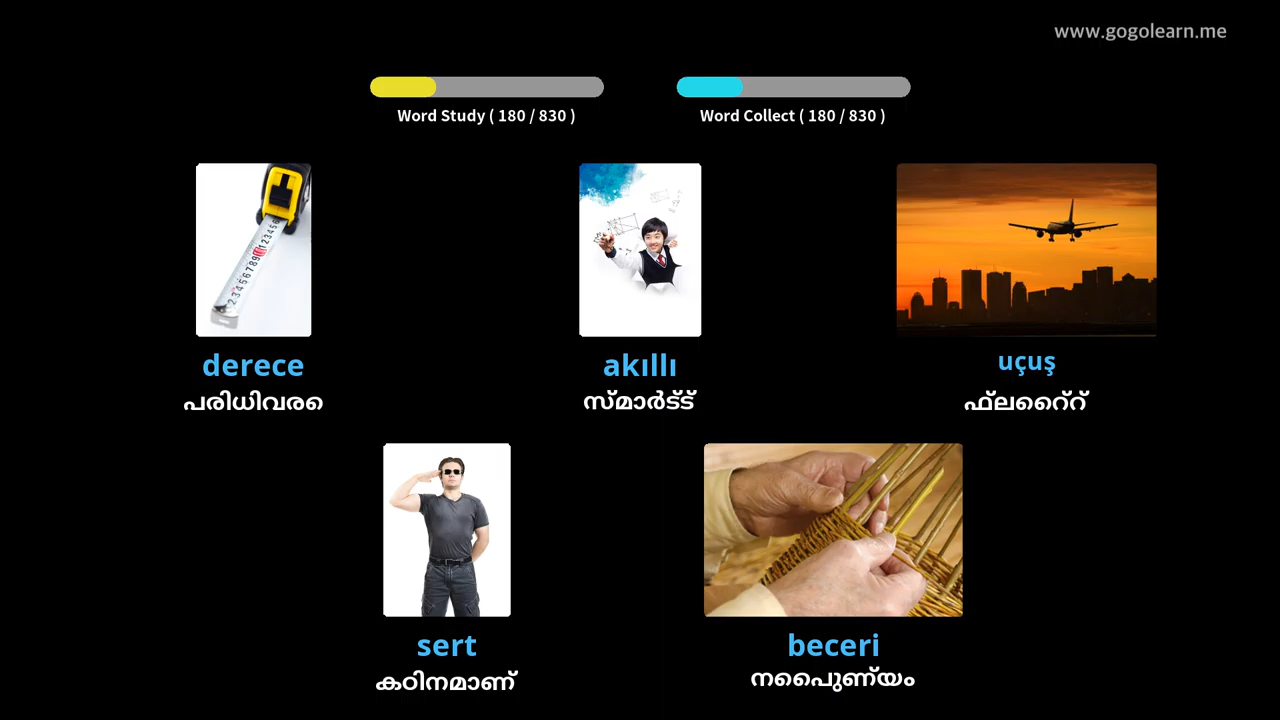 www.gogolearn.me
Word Study ( 180 / 830 )
Word Collect ( 180 / 830 )
derece
പരിധിവരെ
akıllı
സ്മാർട്ട്
uçuş
ഫ്ലൈറ്റ്
sert
കഠിനമാണ്
beceri
നൈപുണ്യം